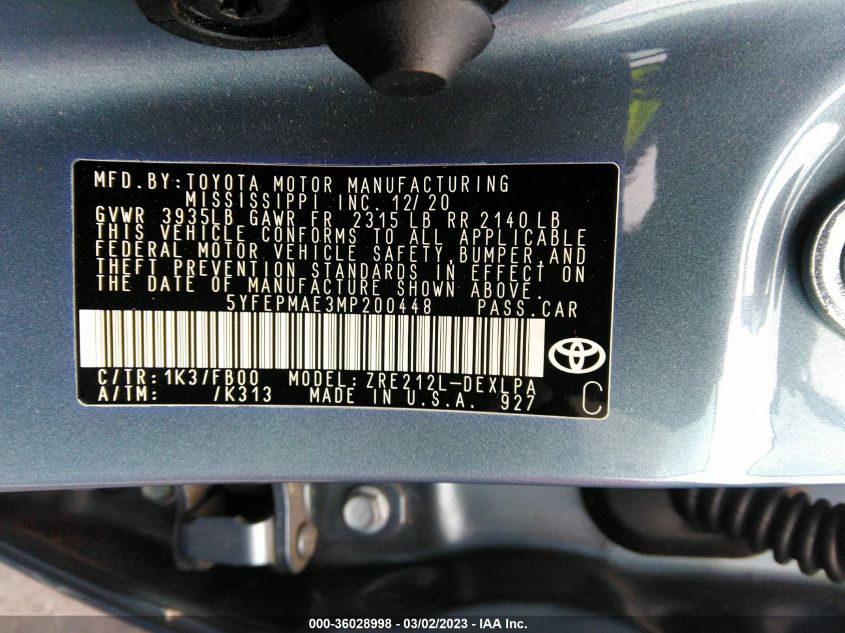 MFD.BY:TOYOTA MOTOR MANUFACTURING
MISSISSIPPI INC. 12/20
GVWR 3935LB GAWR FR. 2315 LB RR 2140 LB
THIS VEHICLE CONFORMS TO ALL APPLICABLE
FEDERAL MOTOR VEHICLE SAFETY,BUMPER,AND
THEFT PREVENTION STANDARDS IN EFFECT ON
THE DATE OF MANUFACTURE SHOWN ABOVE.
5YFEPMAE3MP200448 PASS.CAR
C/TR: 1K3/FB00 MODEL: ZRE212L-DEXLPA
A/TM: /K313 MADE IN U.S.A. 927
C
000-36028998 - 03/02/2023 - IAA Inc.